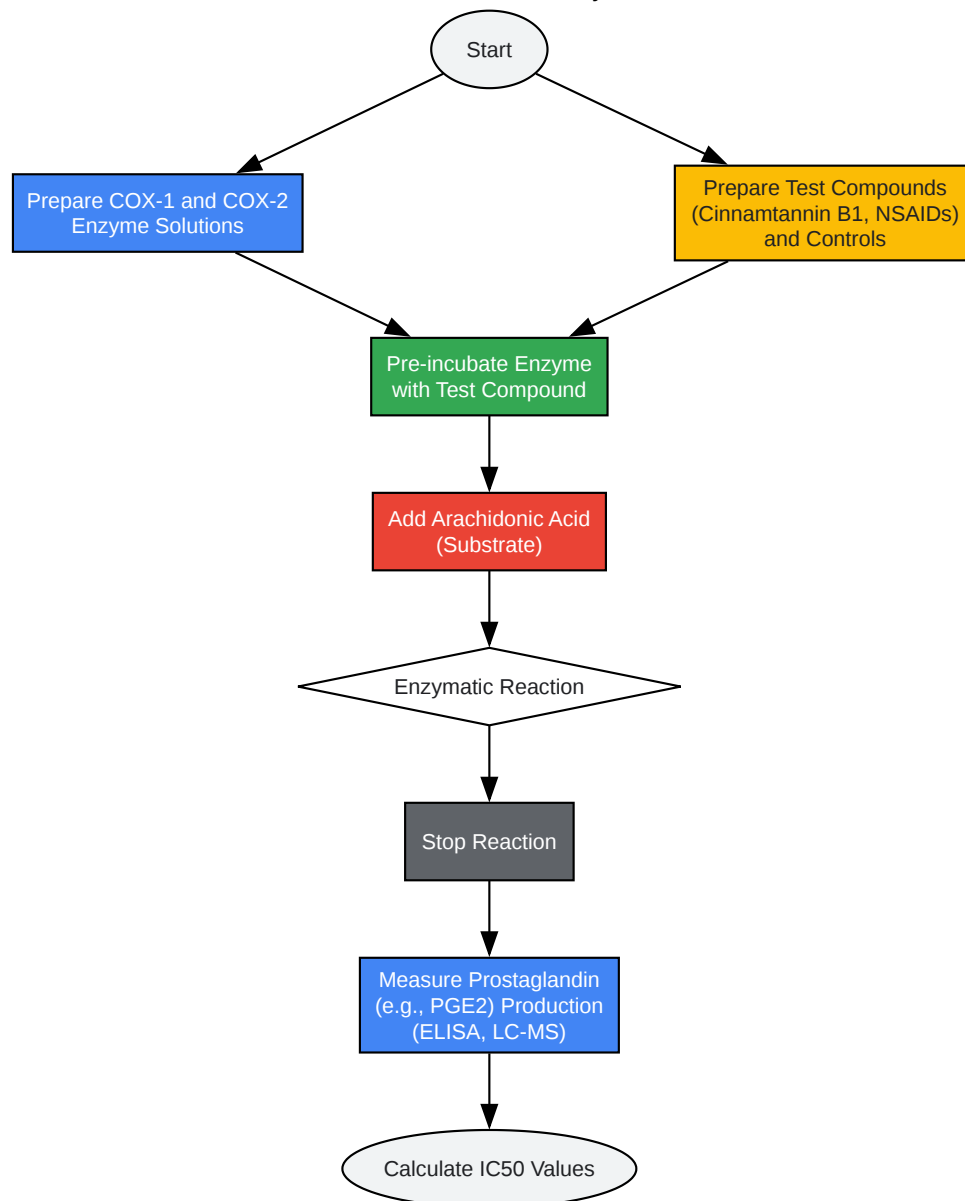 Start
Prepare COX-1 and COX-2
Enzyme Solutions
Prepare Test Compounds
(Cinnamtannin B1, NSAIDs)
and Controls
Pre-incubate Enzyme
with Test Compound
Add Arachidonic Acid
(Substrate)
Enzymatic Reaction
Stop Reaction
Measure Prostaglandin
(e.g., PGE2) Production
(ELISA, LC-MS)
Calculate IC50 Values